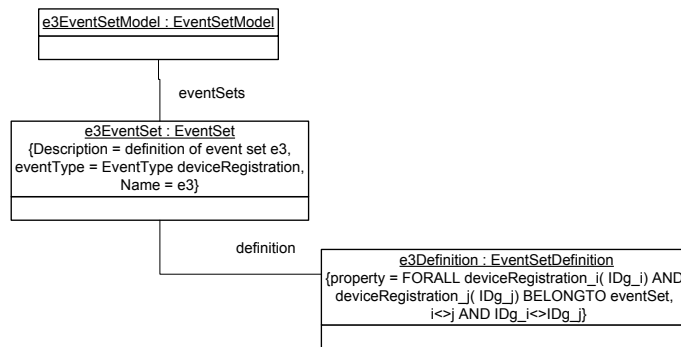 e3EventSetModel : EventSetModel
eventSets
e3EventSet : EventSet
{Description = definition of event set e3,
eventType = EventType deviceRegistration,
Name = e3}
definition
e3Definition : EventSetDefinition
{property = FORALL deviceRegistration_i( IDg_i) AND
deviceRegistration_j( IDg_j) BELONGTO eventSet,
i<>j AND IDg_i<>IDg_j}